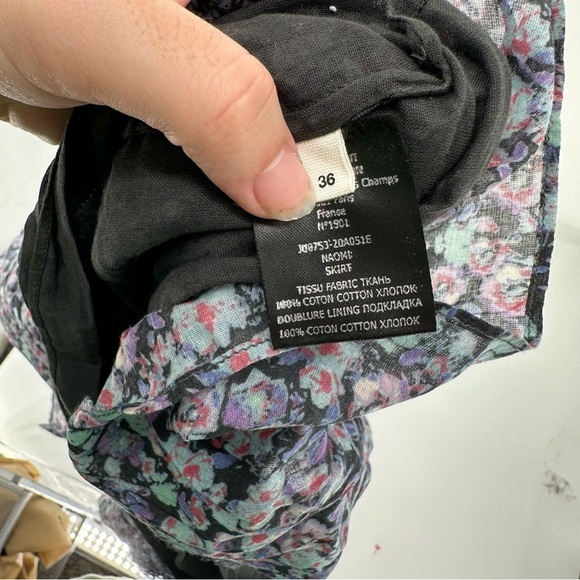 36
Champs
Paris
France
N°1901
JU0753-20A051E
NAOMI
SKIRT
TISSU FABRIC ТКАНЬ
100% COTON COTTON ХЛОПОК
DOUBLURE LINING ПОДКЛАДКА
100% COTON COTTON ХЛОПОК